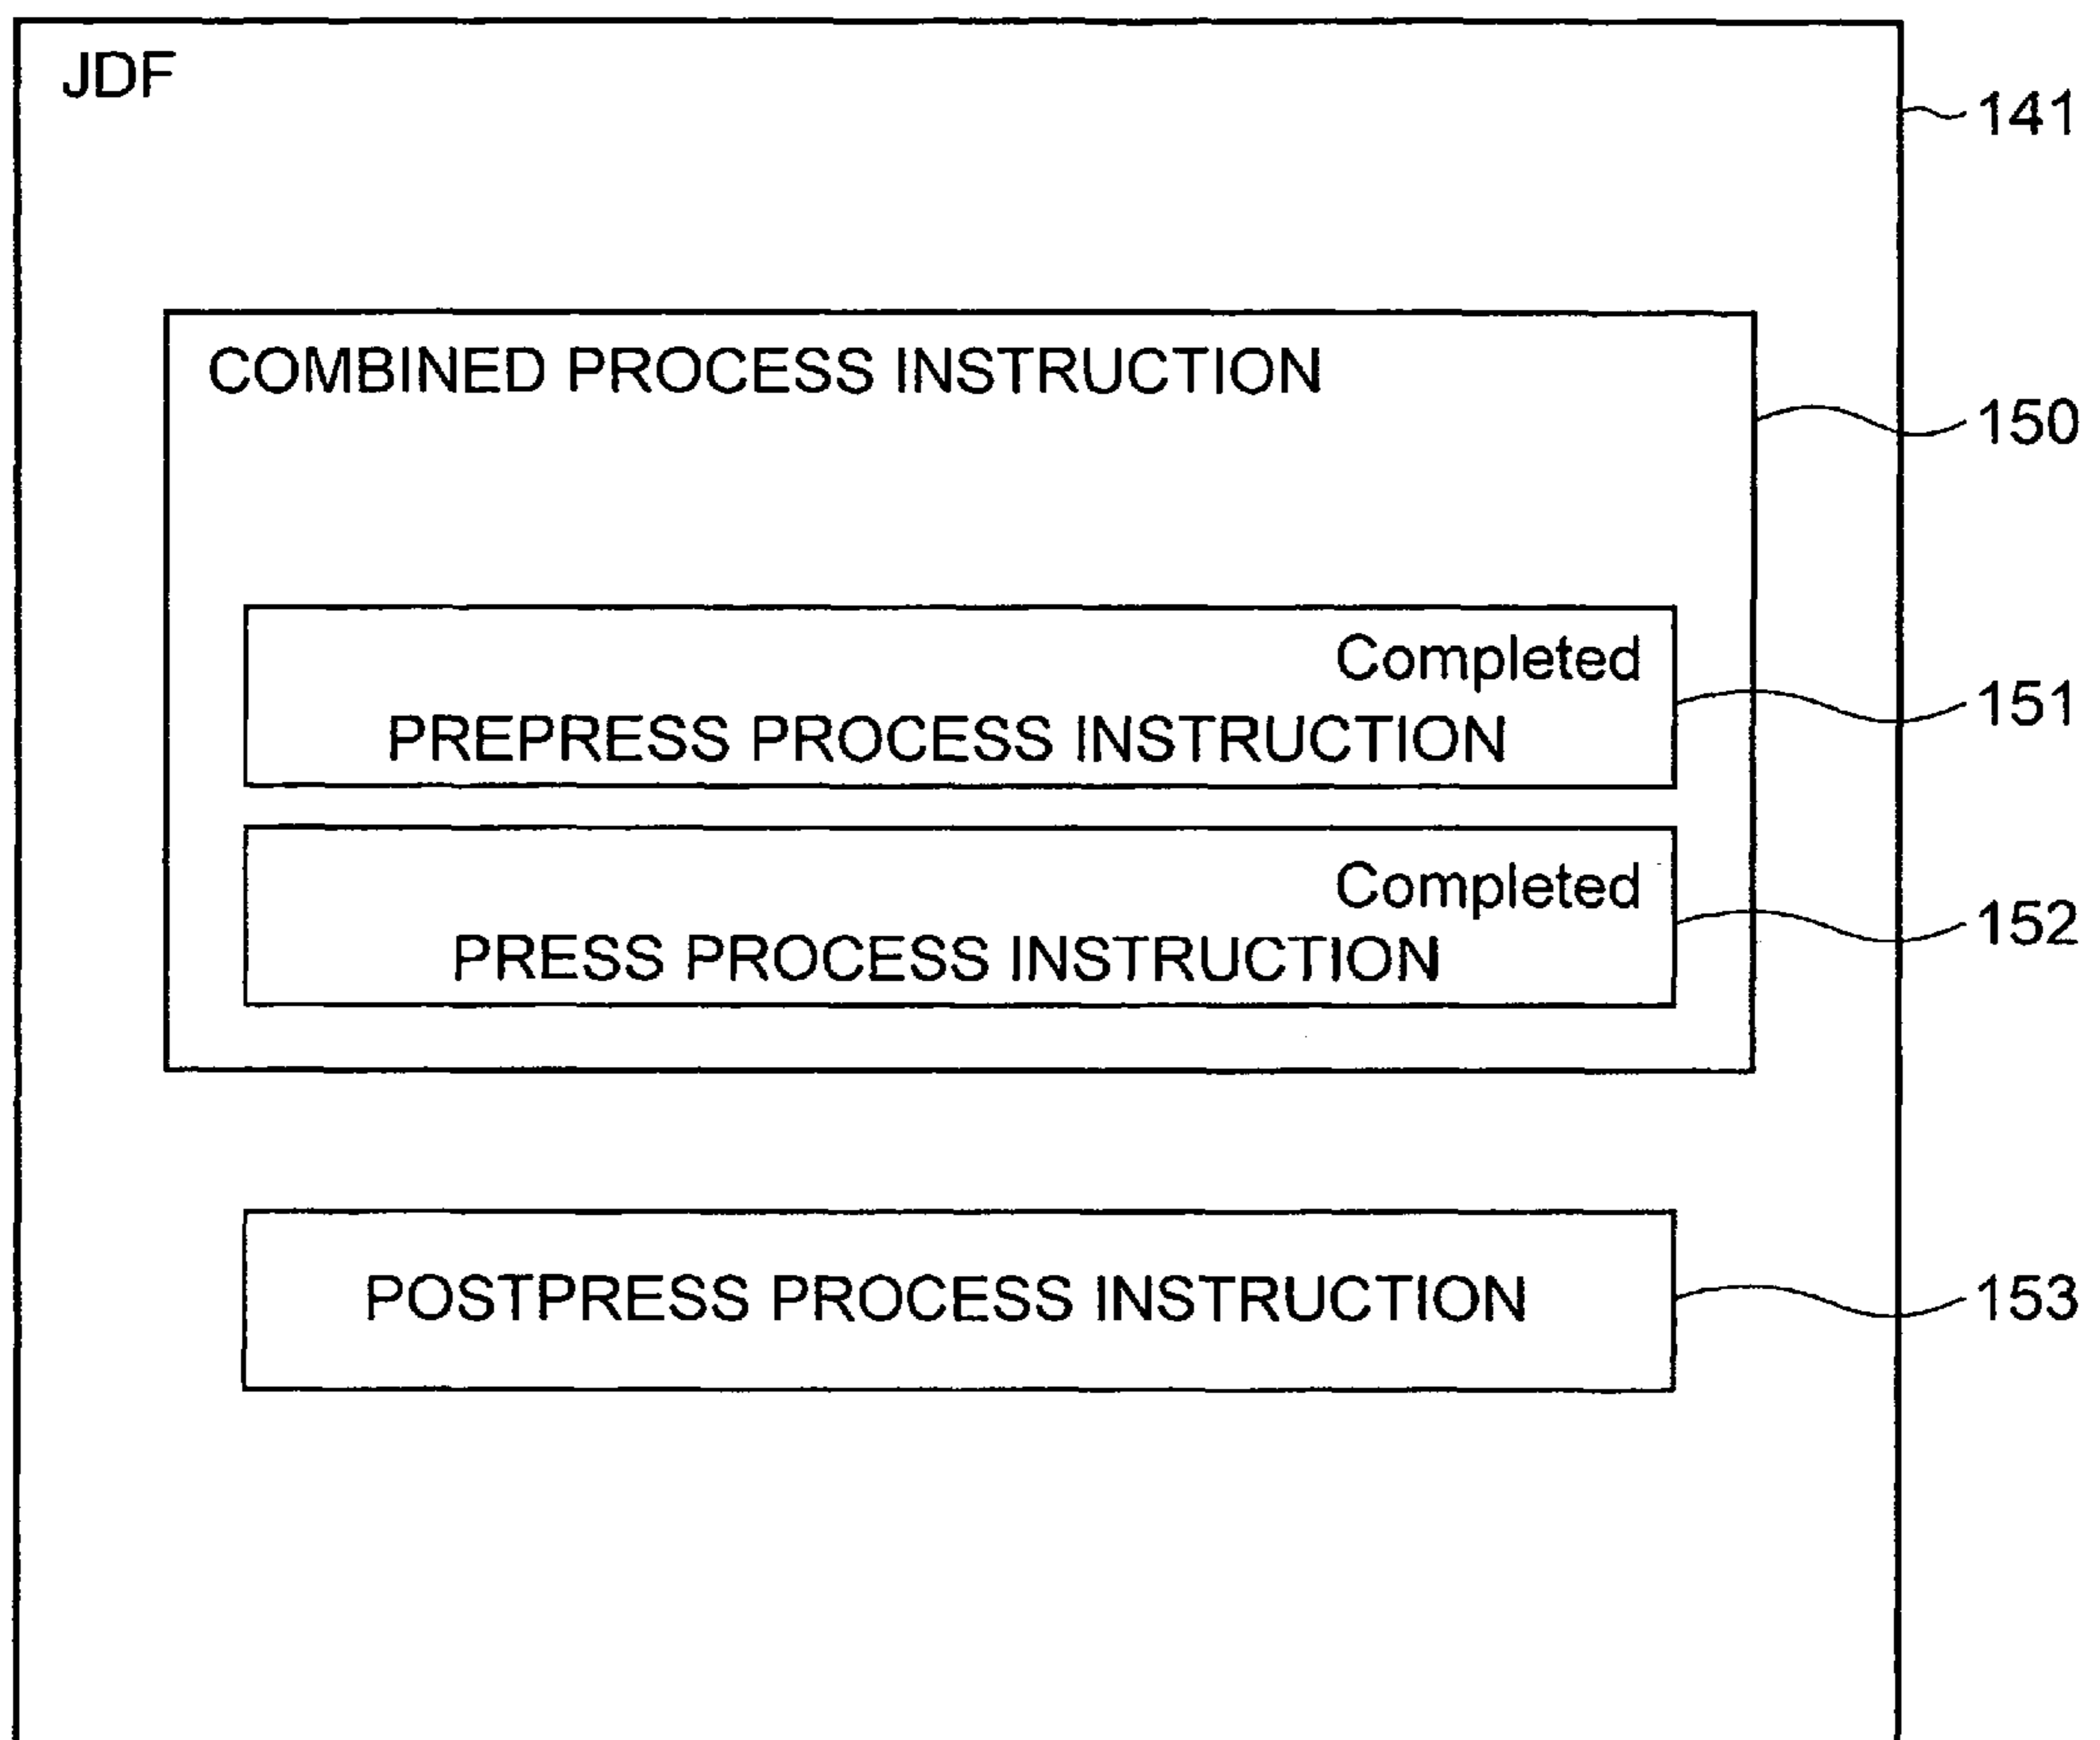 JDF
141
COMBINED PROCESS INSTRUCTION
150
Completed
PREPRESS PROCESS INSTRUCTION
151
Completed
PRESS PROCESS INSTRUCTION
152
POSTPRESS PROCESS INSTRUCTION
153